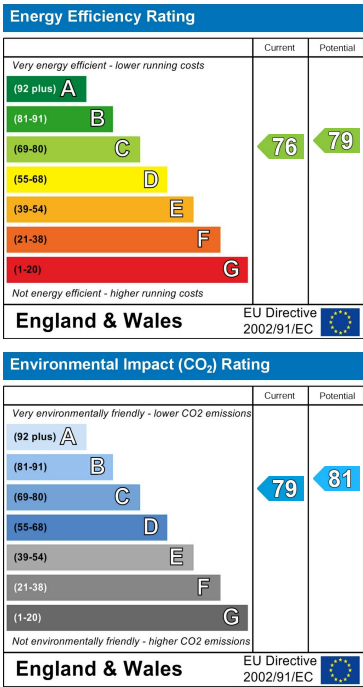 Energy Efficiency Rating
Current Potential
Very energy efficient - lower running costs
(92 plus) A
(81-91) B
(69-80) C 76 79
(55-68) D
(39-54) E
(21-38) F
(1-20) G
Not energy efficient - higher running costs
England & Wales EU Directive 2002/91/EC
Environmental Impact (CO2) Rating
Current Potential
Very environmentally friendly - lower CO2 emissions
(92 plus) A
(81-91) B 81
(69-80) C 79
(55-68) D
(39-54) E
(21-38) F
(1-20) G
Not environmentally friendly - higher CO2 emissions
England & Wales EU Directive 2002/91/EC